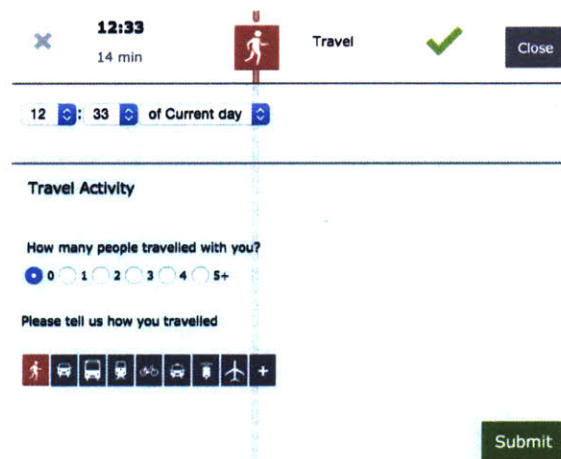 U
12:33
14 min
Travel
Close
12 : 33 of Current day
Travel Activity
How many people travelled with you?
0 1 2 3 4 5+
Please tell us how you travelled
+
Submit